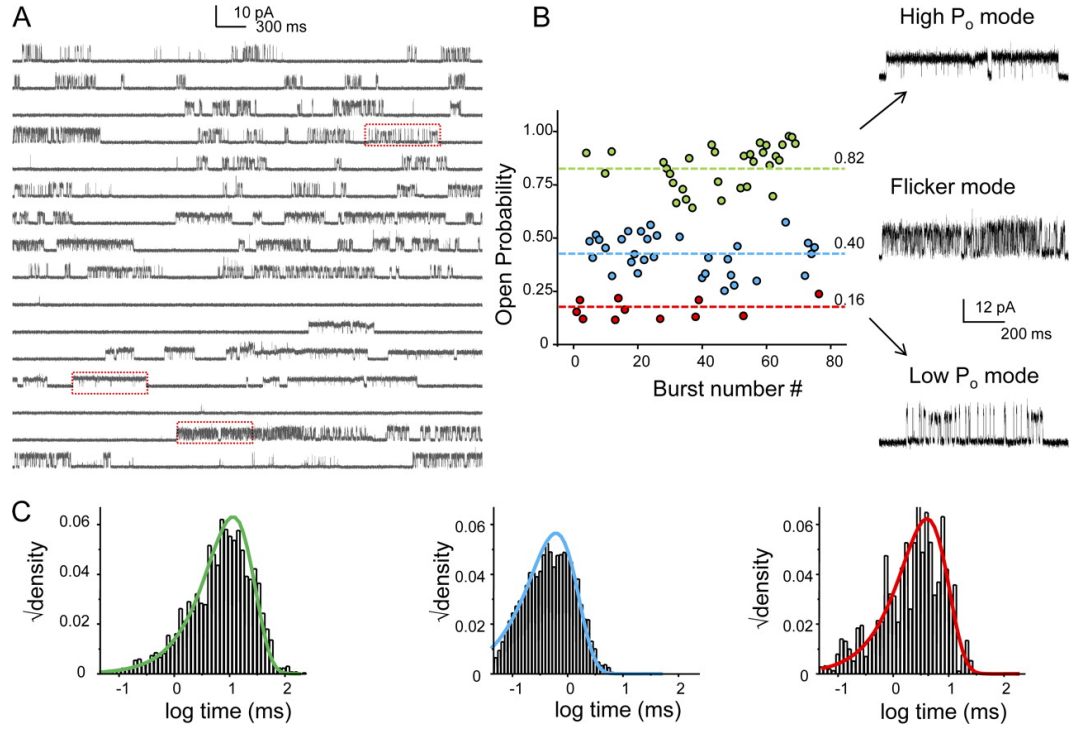 A
10 pA
300 ms
B
High Po mode
1.00
0.82
0.75
Flicker mode
Open Probability
0.50
0.40
0.25
0.16
12 pA
200 ms
0
0 20 40 60 80
Burst number #
Low Po mode
C
0.06
0.04
0.02
0
√density
-1 0 1 2
log time (ms)
0.06
0.04
0.02
0
√density
-1 0 1 2
log time (ms)
0.06
0.04
0.02
0
√density
-1 0 1 2
log time (ms)